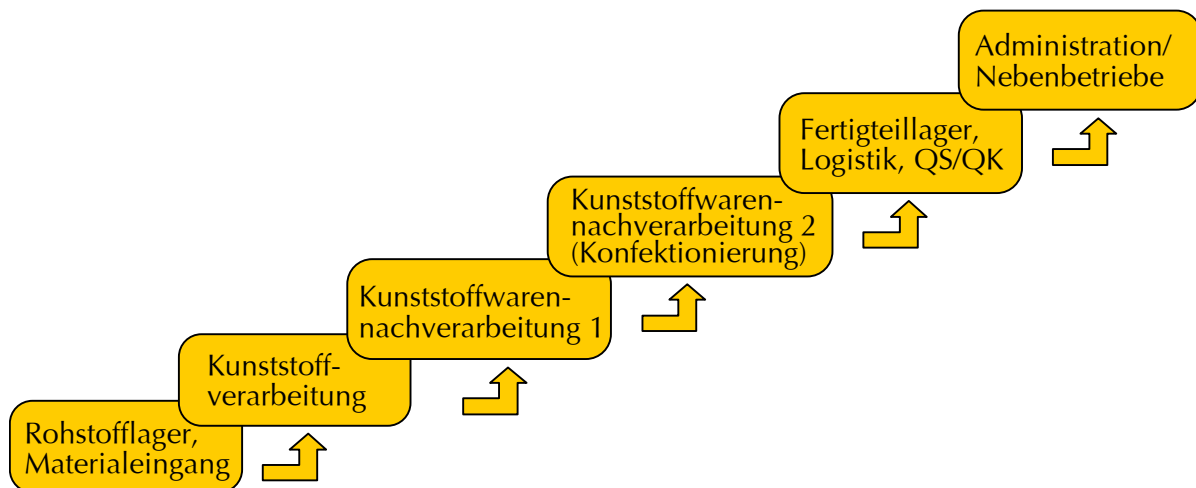 Administration/
Nebenbetriebe
Fertigteillager,
Logistik, QS/QK
Kunststoffwaren-
nachverarbeitung 2
(Konfektionierung)
Kunststoffwaren-
nachverarbeitung 1
Kunststoff-
verarbeitung
Rohstofflager,
Materialeingang